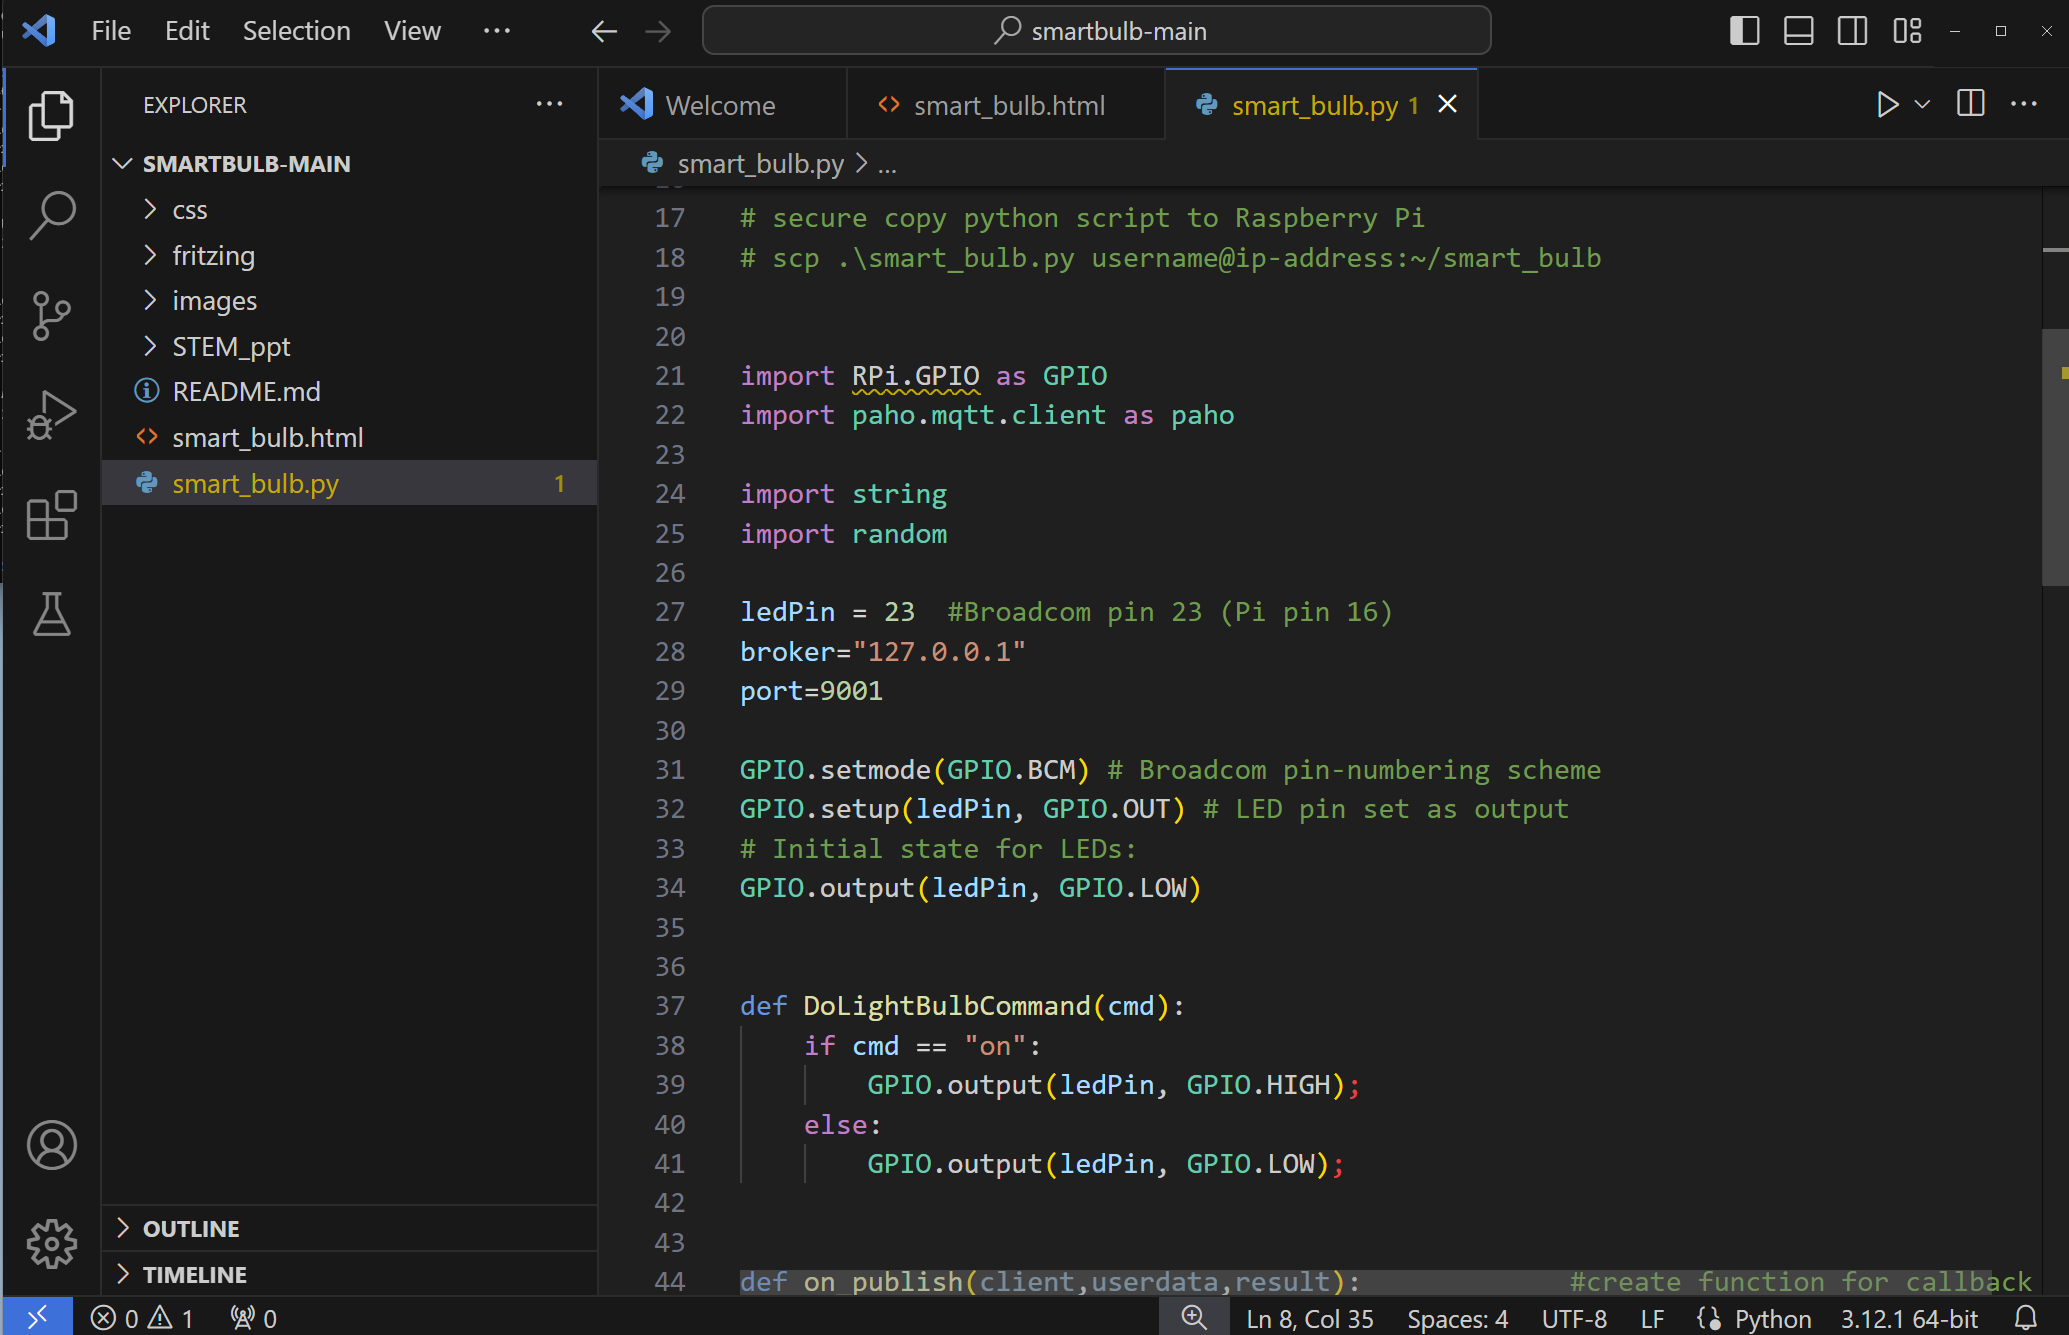 File Edit Selection View ··· smartbulb-main
EXPLORER ···
SMARTBULB-MAIN
css
fritzing
images
STEM_ppt
README.md
smart_bulb.html
smart_bulb.py 1
OUTLINE
TIMELINE
Welcome smart_bulb.html smart_bulb.py 1
smart_bulb.py > ...
17 # secure copy python script to Raspberry Pi
18 # scp .\smart_bulb.py username@ip-address:~/smart_bulb
19
20
21 import RPi.GPIO as GPIO
22 import paho.mqtt.client as paho
23
24 import string
25 import random
26
27 ledPin = 23  #Broadcom pin 23 (Pi pin 16)
28 broker="127.0.0.1"
29 port=9001
30
31 GPIO.setmode(GPIO.BCM) # Broadcom pin-numbering scheme
32 GPIO.setup(ledPin, GPIO.OUT) # LED pin set as output
33 # Initial state for LEDs:
34 GPIO.output(ledPin, GPIO.LOW)
35
36
37 def DoLightBulbCommand(cmd):
38     if cmd == "on":
39         GPIO.output(ledPin, GPIO.HIGH);
40     else:
41         GPIO.output(ledPin, GPIO.LOW);
42
43
44 def on_publish(client,userdata,result):             #create function for callback
0 1 0 Ln 8, Col 35 Spaces: 4 UTF-8 LF Python 3.12.1 64-bit